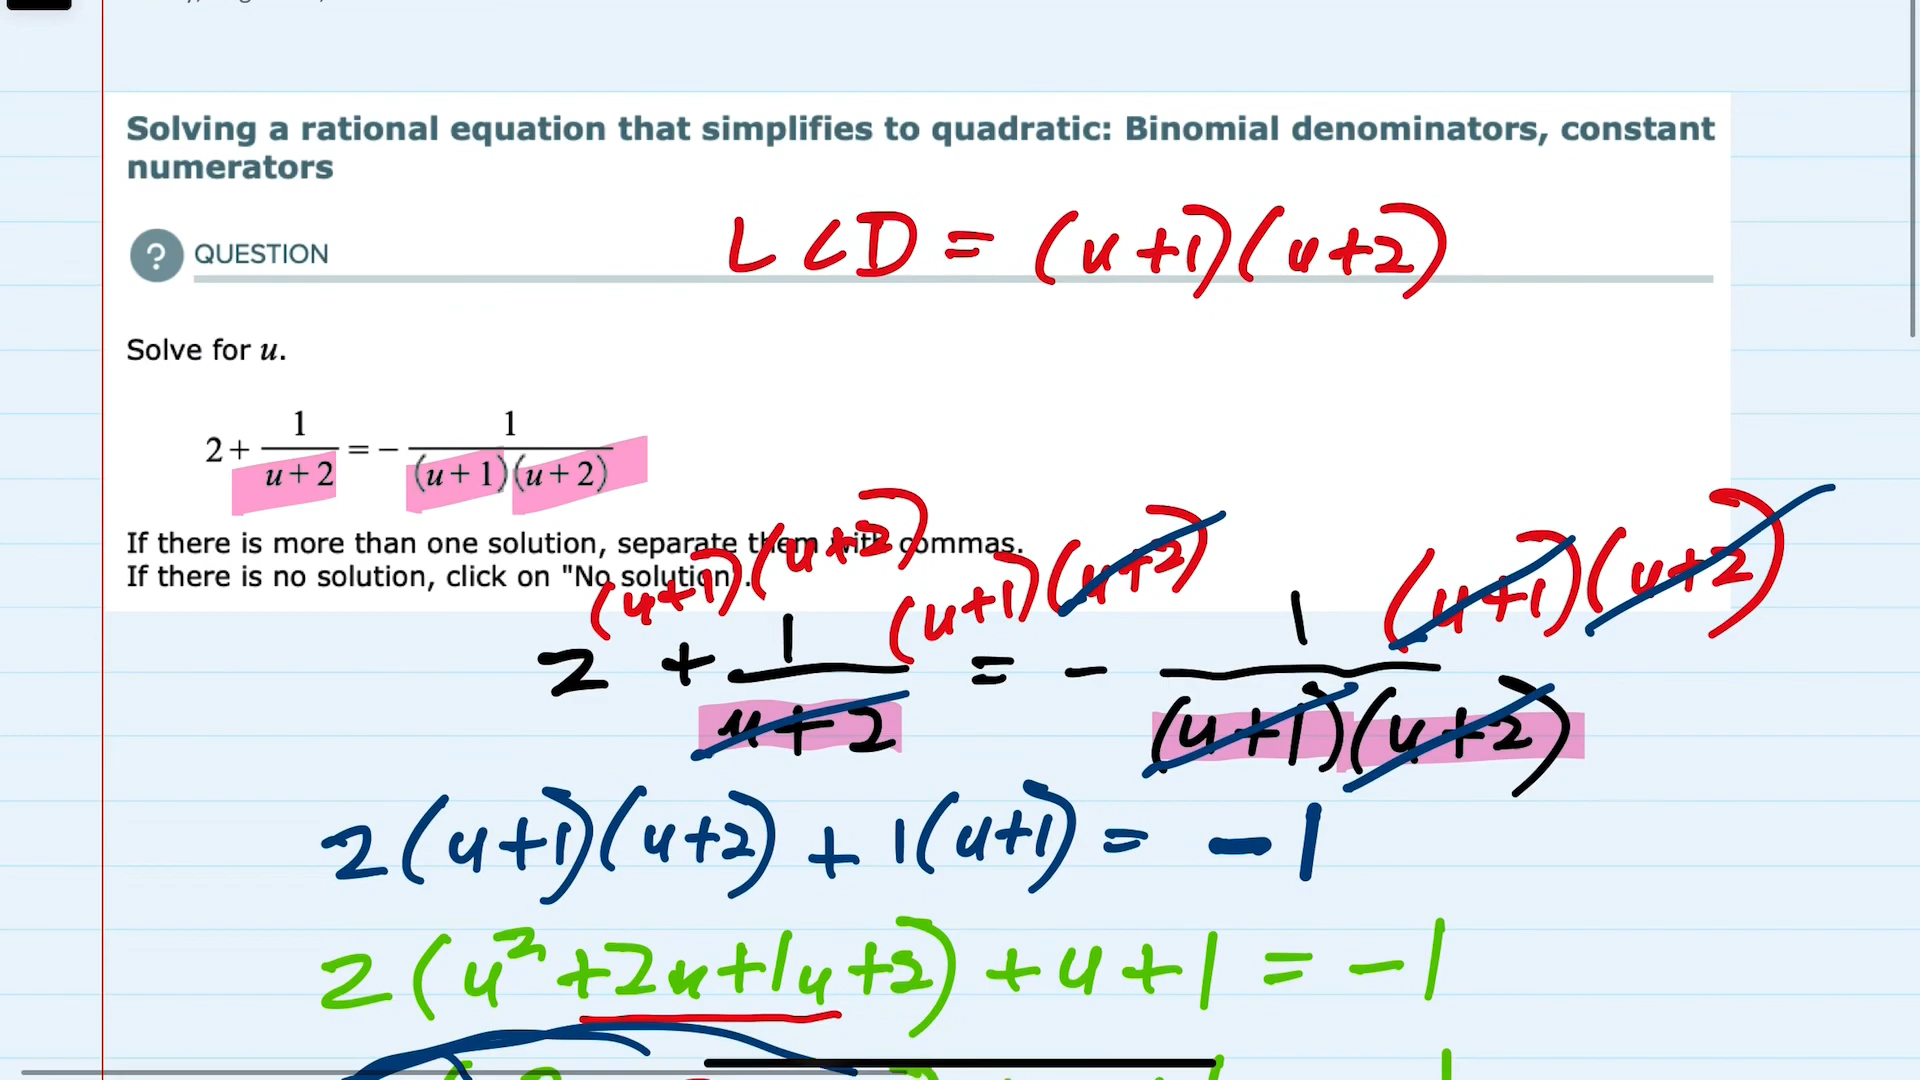 Solving a rational equation that simplifies to quadratic: Binomial denominators, constant
numerators
LCD = (u+1)(u+2)
? QUESTION
Solve for u.
2 + 1/(u + 2) = - 1/((u + 1)(u + 2))
If there is more than one solution, separate them with commas.
If there is no solution, click on "No solution".
(u+1)(u+2) (u+1)(u+2) (u+1)(u+2)
2 + 1/(u+2) = - 1/((u+1)(u+2))
2(u+1)(u+2) + 1(u+1) = -1
2(u²+2u+1u+2) + u + 1 = -1